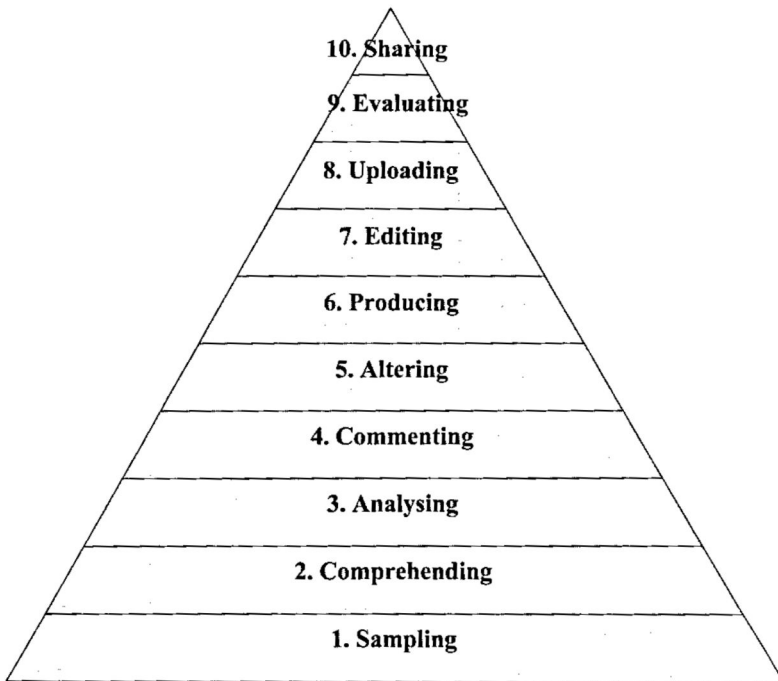 10. Sharing
9. Evaluating
8. Uploading
7. Editing
6. Producing
5. Altering
4. Commenting
3. Analysing
2. Comprehending
1. Sampling